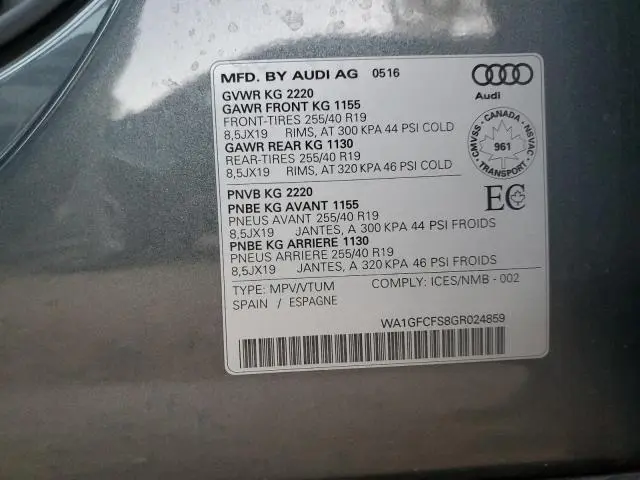 MFD. BY AUDI AG 0516
Audi
GVWR KG 2220
GAWR FRONT KG 1155
FRONT-TIRES 255/40 R19
8,5JX19 RIMS, AT 300 KPA 44 PSI COLD
GAWR REAR KG 1130
REAR-TIRES 255/40 R19
8,5JX19 RIMS, AT 320 KPA 46 PSI COLD
CMVSS - CANADA - NSVAC
961
TRANSPORT
PNVB KG 2220
PNBE KG AVANT 1155
PNEUS AVANT 255/40 R19
8,5JX19 JANTES, A 300 KPA 44 PSI FROIDS
PNBE KG ARRIERE 1130
PNEUS ARRIERE 255/40 R19
8,5JX19 JANTES, A 320 KPA 46 PSI FROIDS
EC
TYPE: MPV/VTUM COMPLY: ICES/NMB - 002
SPAIN / ESPAGNE
WA1GFCFS8GR024859